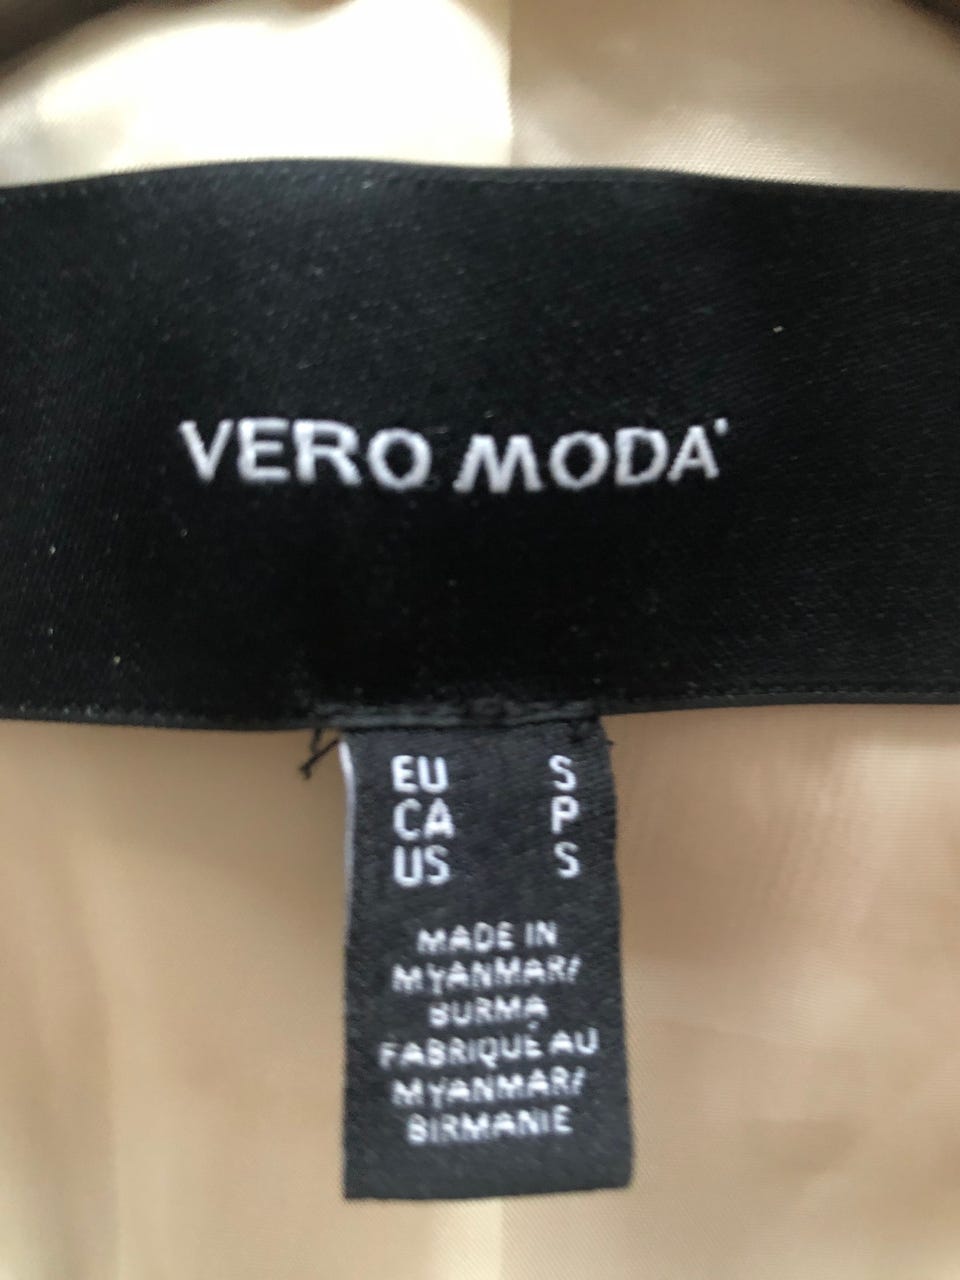 VERO MODA
EU S
CA P
US S
MADE IN
MYANMAR/
BURMA
FABRIQUÉ AU
MYANMAR/
BIRMANIE